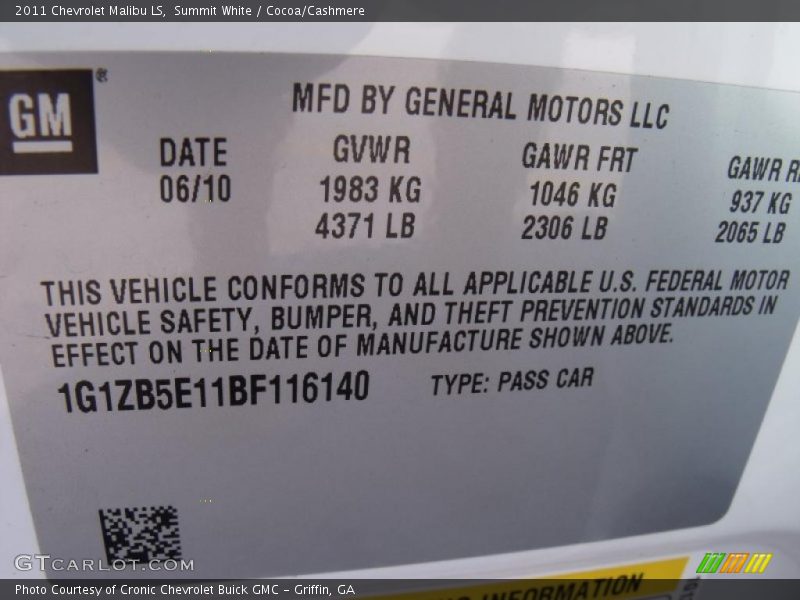 2011 Chevrolet Malibu LS, Summit White / Cocoa/Cashmere
GM ®
MFD BY GENERAL MOTORS LLC
DATE GVWR GAWR FRT GAWR
06/10 1983 KG 1046 KG 937 KG
4371 LB 2306 LB 2065 LB
THIS VEHICLE CONFORMS TO ALL APPLICABLE U.S. FEDERAL MOTOR
VEHICLE SAFETY, BUMPER, AND THEFT PREVENTION STANDARDS IN
EFFECT ON THE DATE OF MANUFACTURE SHOWN ABOVE.
1G1ZB5E11BF116140 TYPE: PASS CAR
GTCARLOT.COM
INFORMATION
Photo Courtesy of Cronic Chevrolet Buick GMC – Griffin, GA